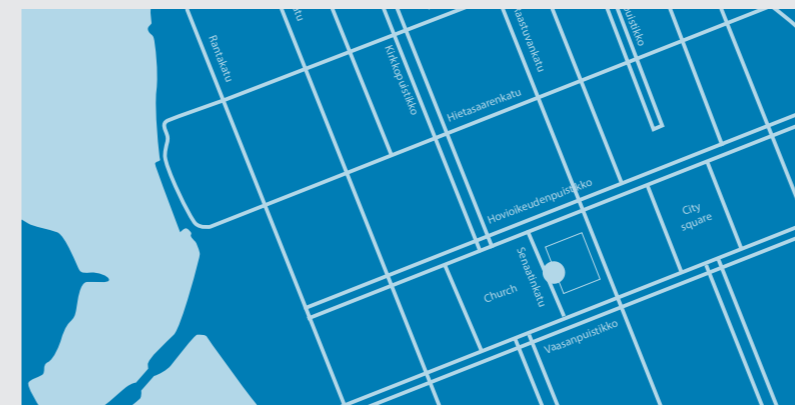 Rantakatu
Kirkkopuistikko
Hietasaarenkatu
Hovioikeudenpuistikko
City
square
Senaatinkatu
Church
Vaasanpuistikko